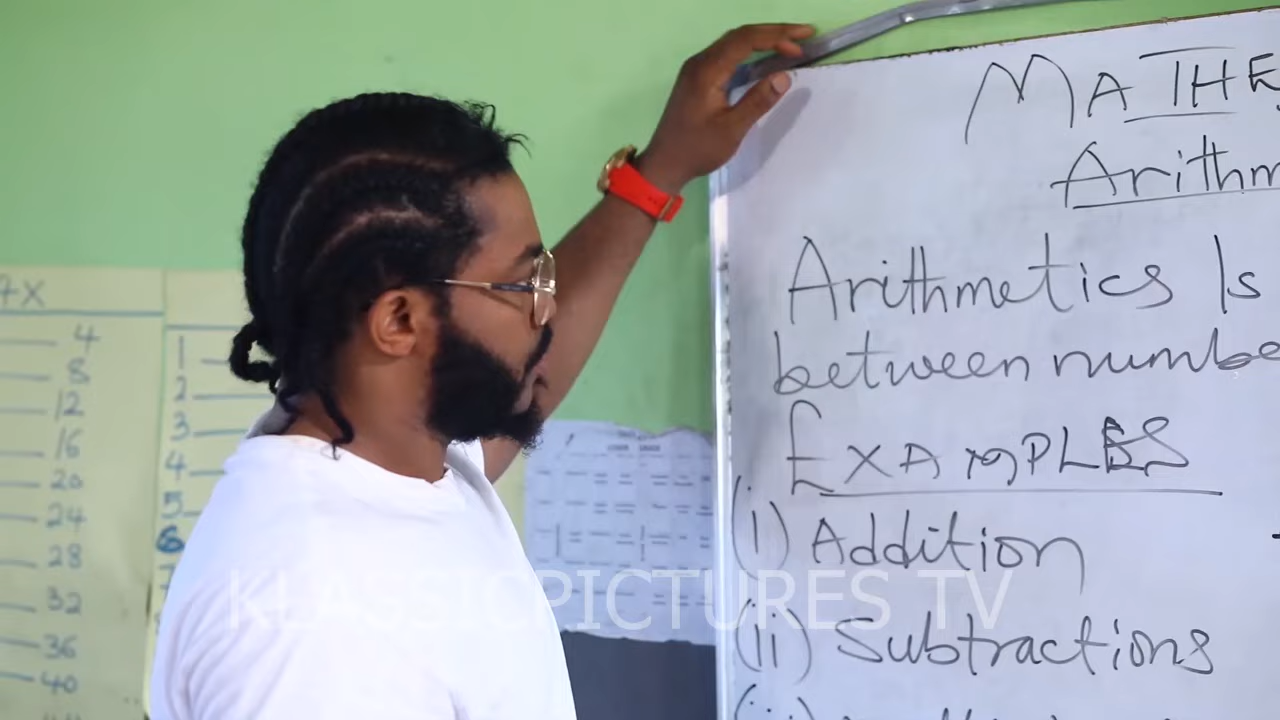 MATHE
Arithm
Arithmetics Is
between numbe
EXAMPLES
(i) Addition
(ii) Subtractions
4X
4
8
12
16
20
24
28
32
36
40
1
2
3
4
5
6
7
KLASSICPICTURES TV